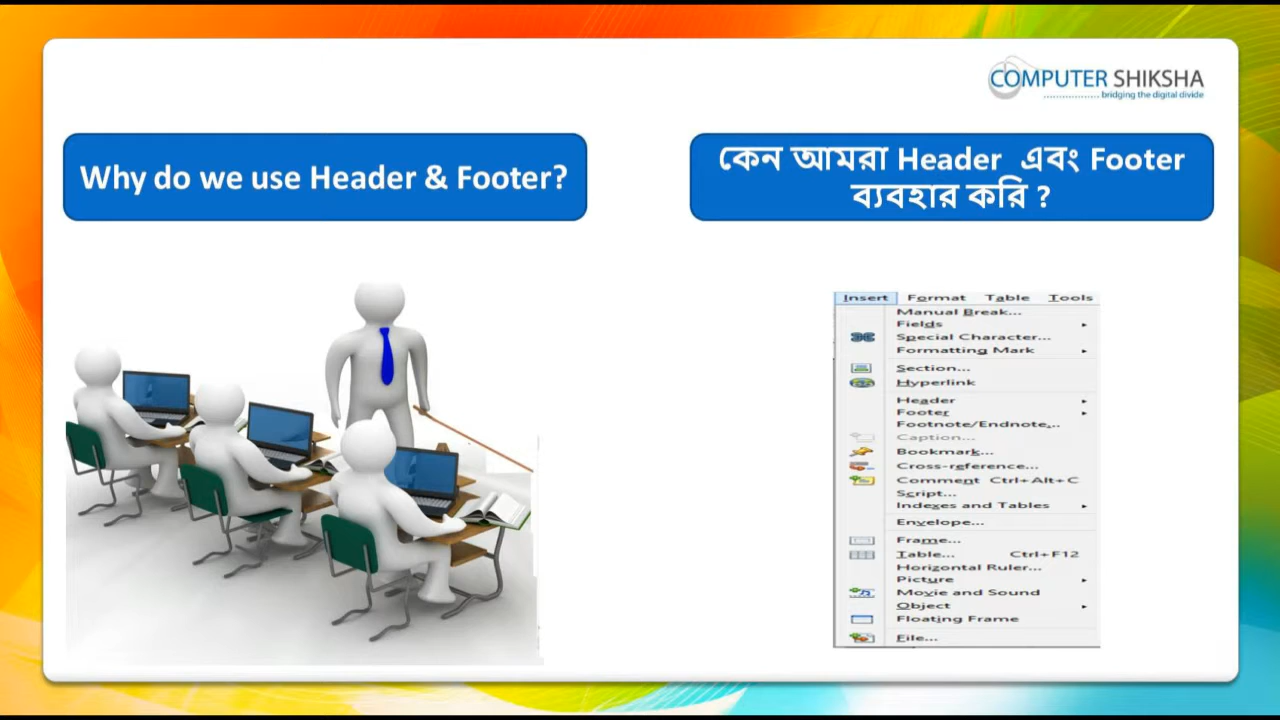 COMPUTER SHIKSHA
bridging the digital divide
Why do we use Header & Footer?
কেন আমরা Header এবং Footer
ব্যবহার করি ?
Insert Format Table Tools
Manual Break...
Fields
Special Character...
Formatting Mark
Section...
Hyperlink
Header
Footer
Footnote/Endnote...
Caption...
Bookmark...
Cross-reference...
Comment Ctrl+Alt+C
Script...
Indexes and Tables
Envelope...
Frame...
Table... Ctrl+F12
Horizontal Ruler...
Picture
Movie and Sound
Object
Floating Frame
File...